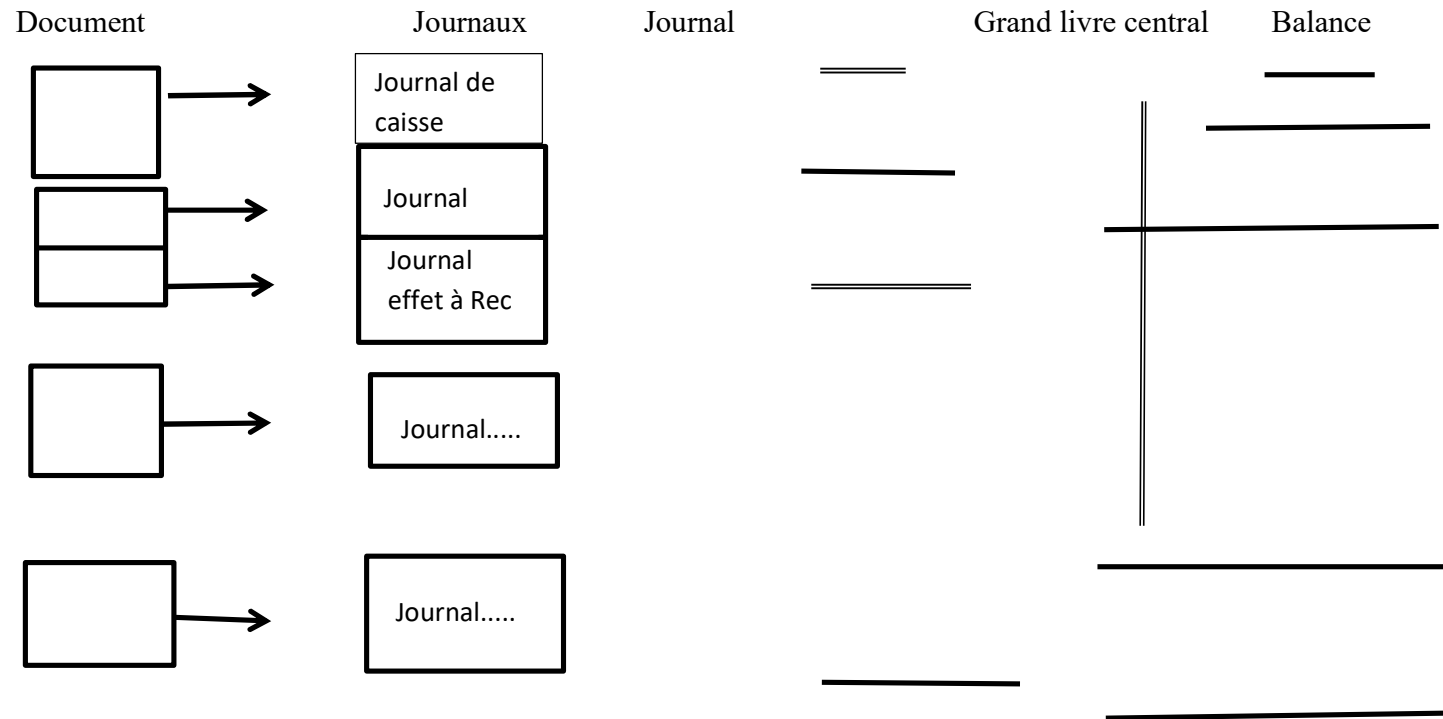 Document Journaux Journal Grand livre central Balance
Journal de
caisse
Journal
Journal
effet à Rec
Journal.....
Journal.....